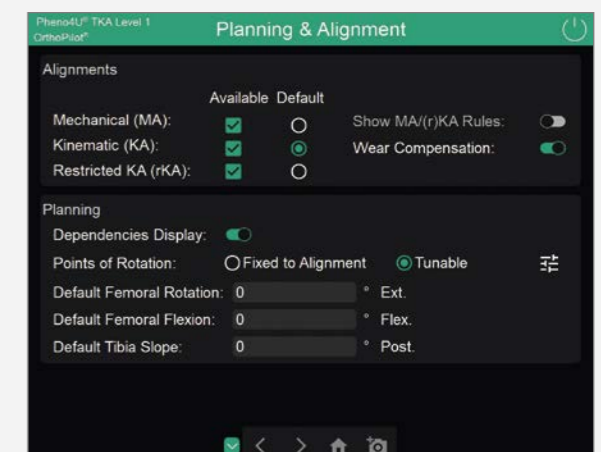 Pheno4U® TKA Level 1
OrthoPilot®
Planning & Alignment
Alignments
Available Default
Mechanical (MA):
Show MA/(r)KA Rules:
Kinematic (KA):
Wear Compensation:
Restricted KA (rKA):
Planning
Dependencies Display:
Points of Rotation: Fixed to Alignment Tunable
Default Femoral Rotation: 0 ° Ext.
Default Femoral Flexion: 0 ° Flex.
Default Tibia Slope: 0 ° Post.